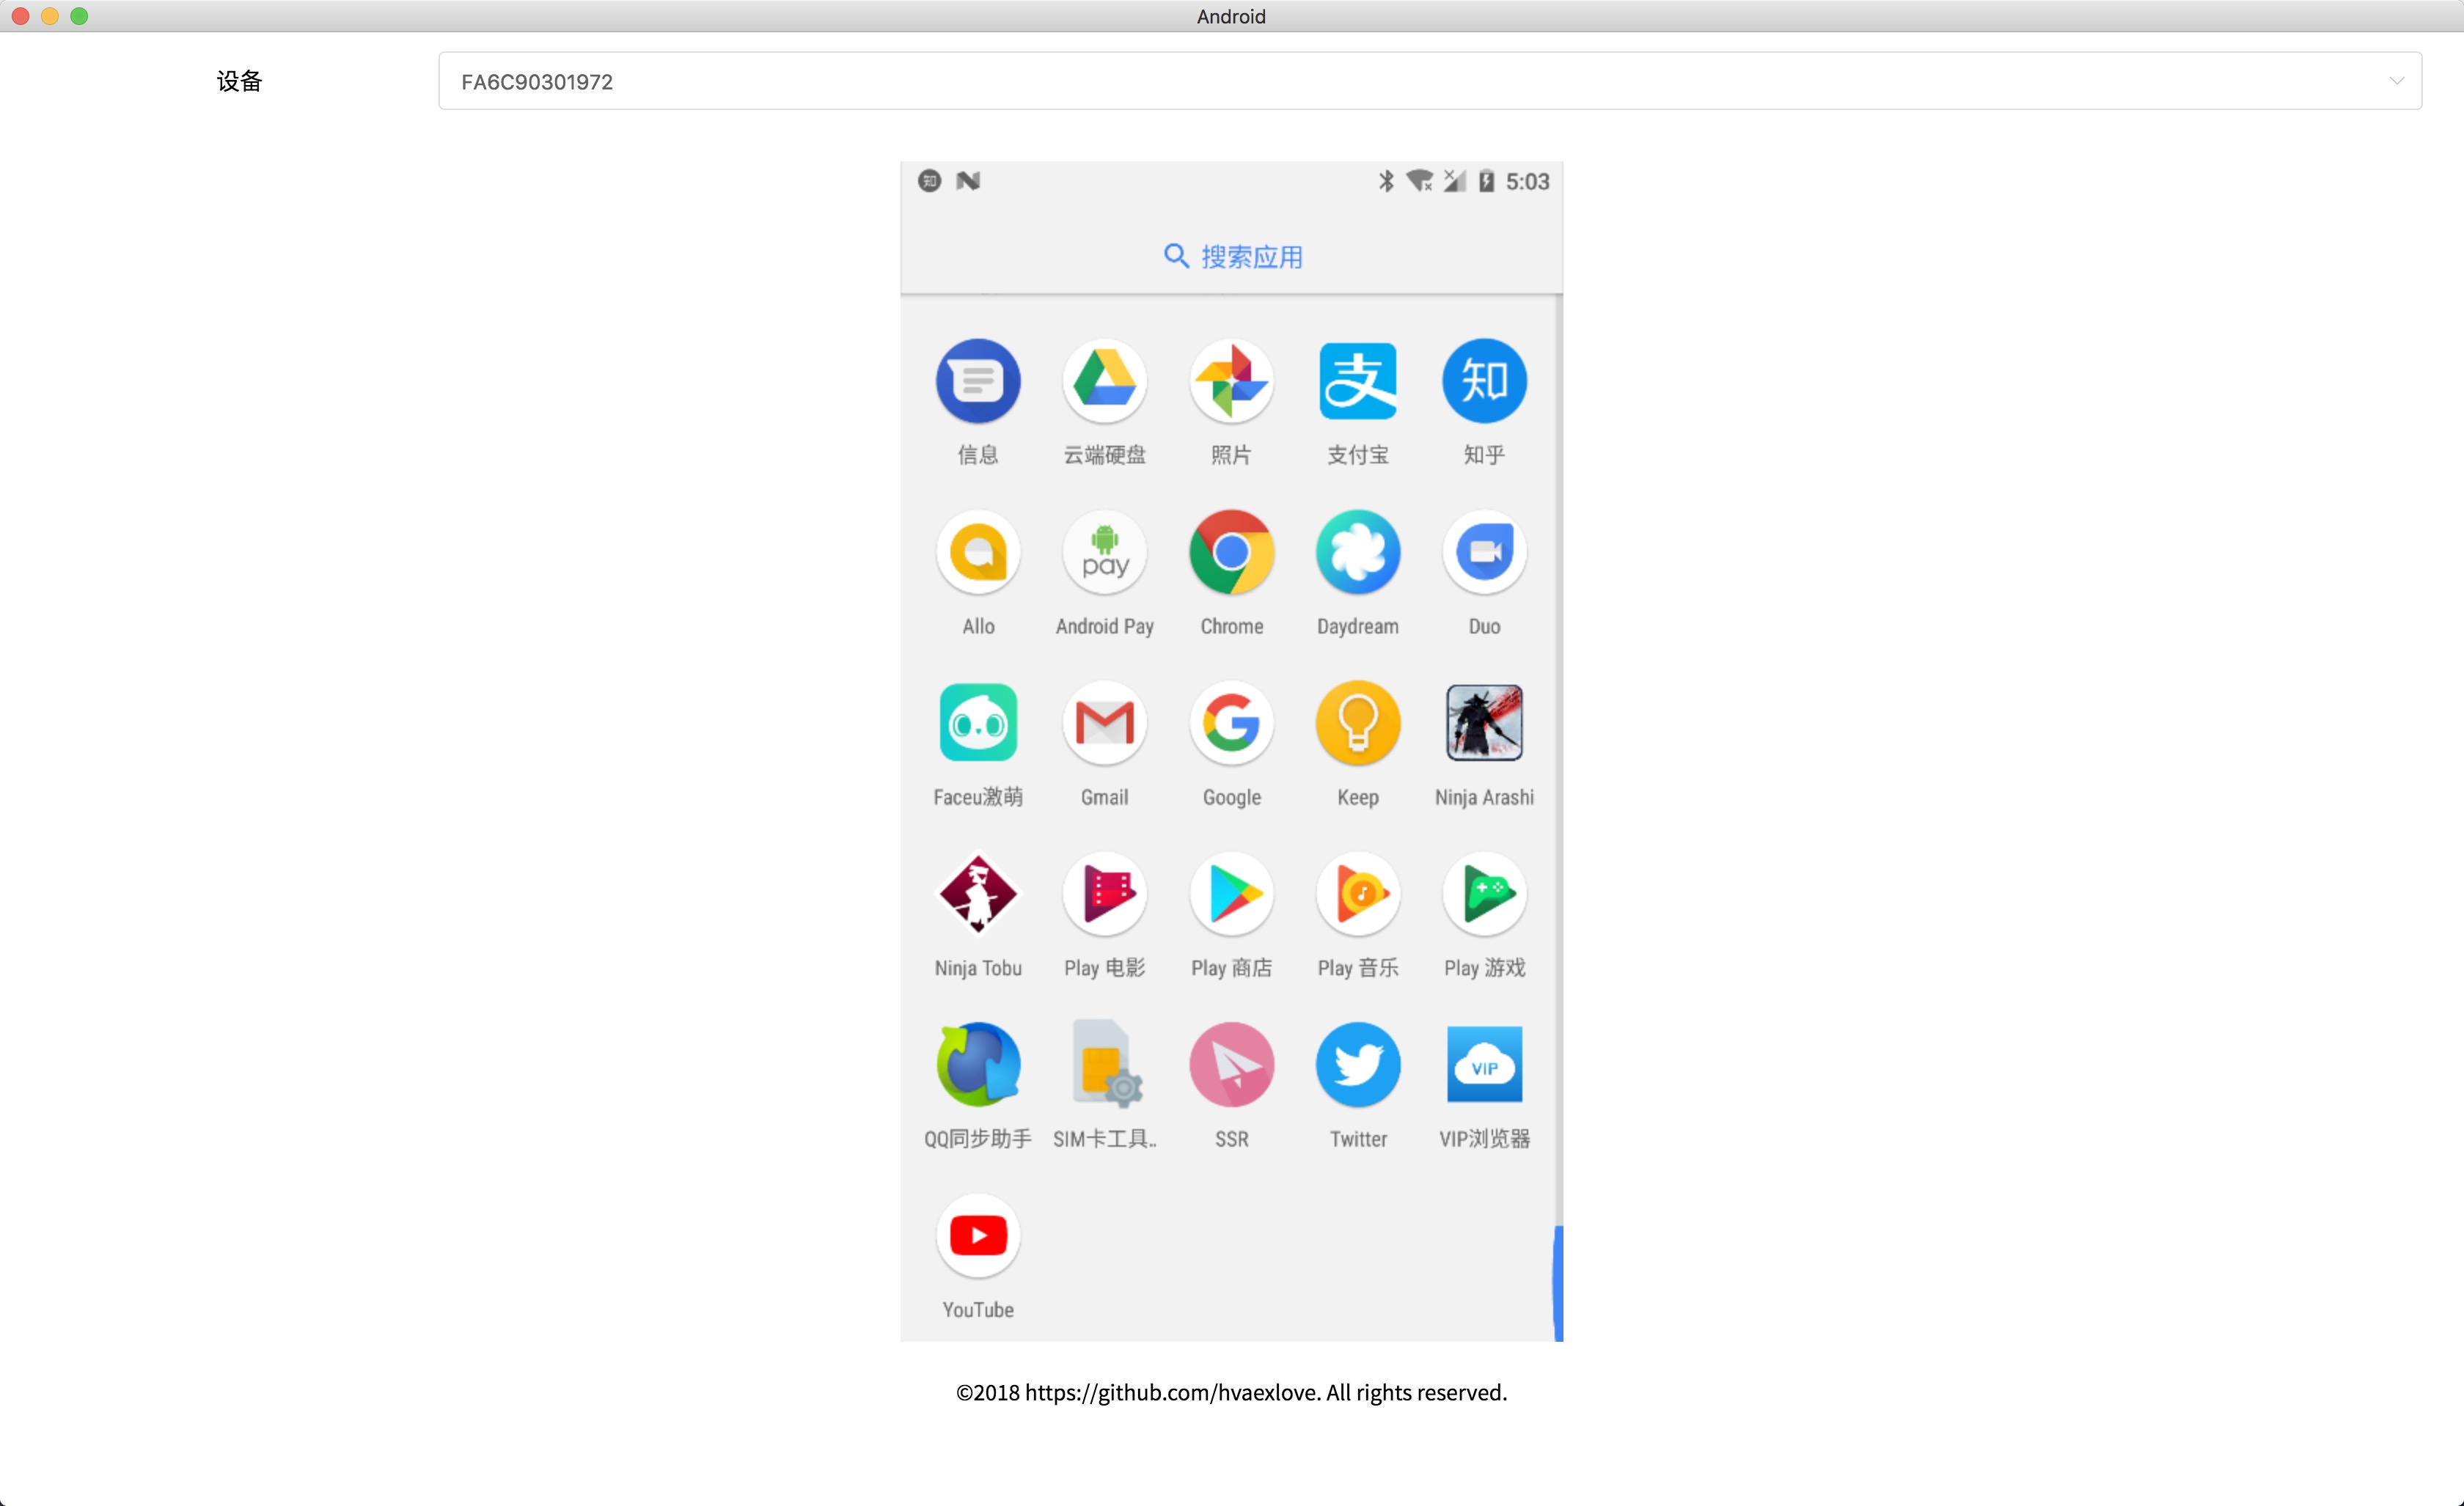 Android
设备
FA6C90301972
知
5:03
搜索应用
支
知
信息
云端硬盘
照片
支付宝
知乎
pay
Allo
Android Pay
Chrome
Daydream
Duo
Faceu激萌
Gmail
Google
Keep
Ninja Arashi
Ninja Tobu
Play 电影
Play 商店
Play 音乐
Play 游戏
VIP
QQ同步助手
SIM卡工具..
SSR
Twitter
VIP浏览器
YouTube
©2018 https://github.com/hvaexlove. All rights reserved.